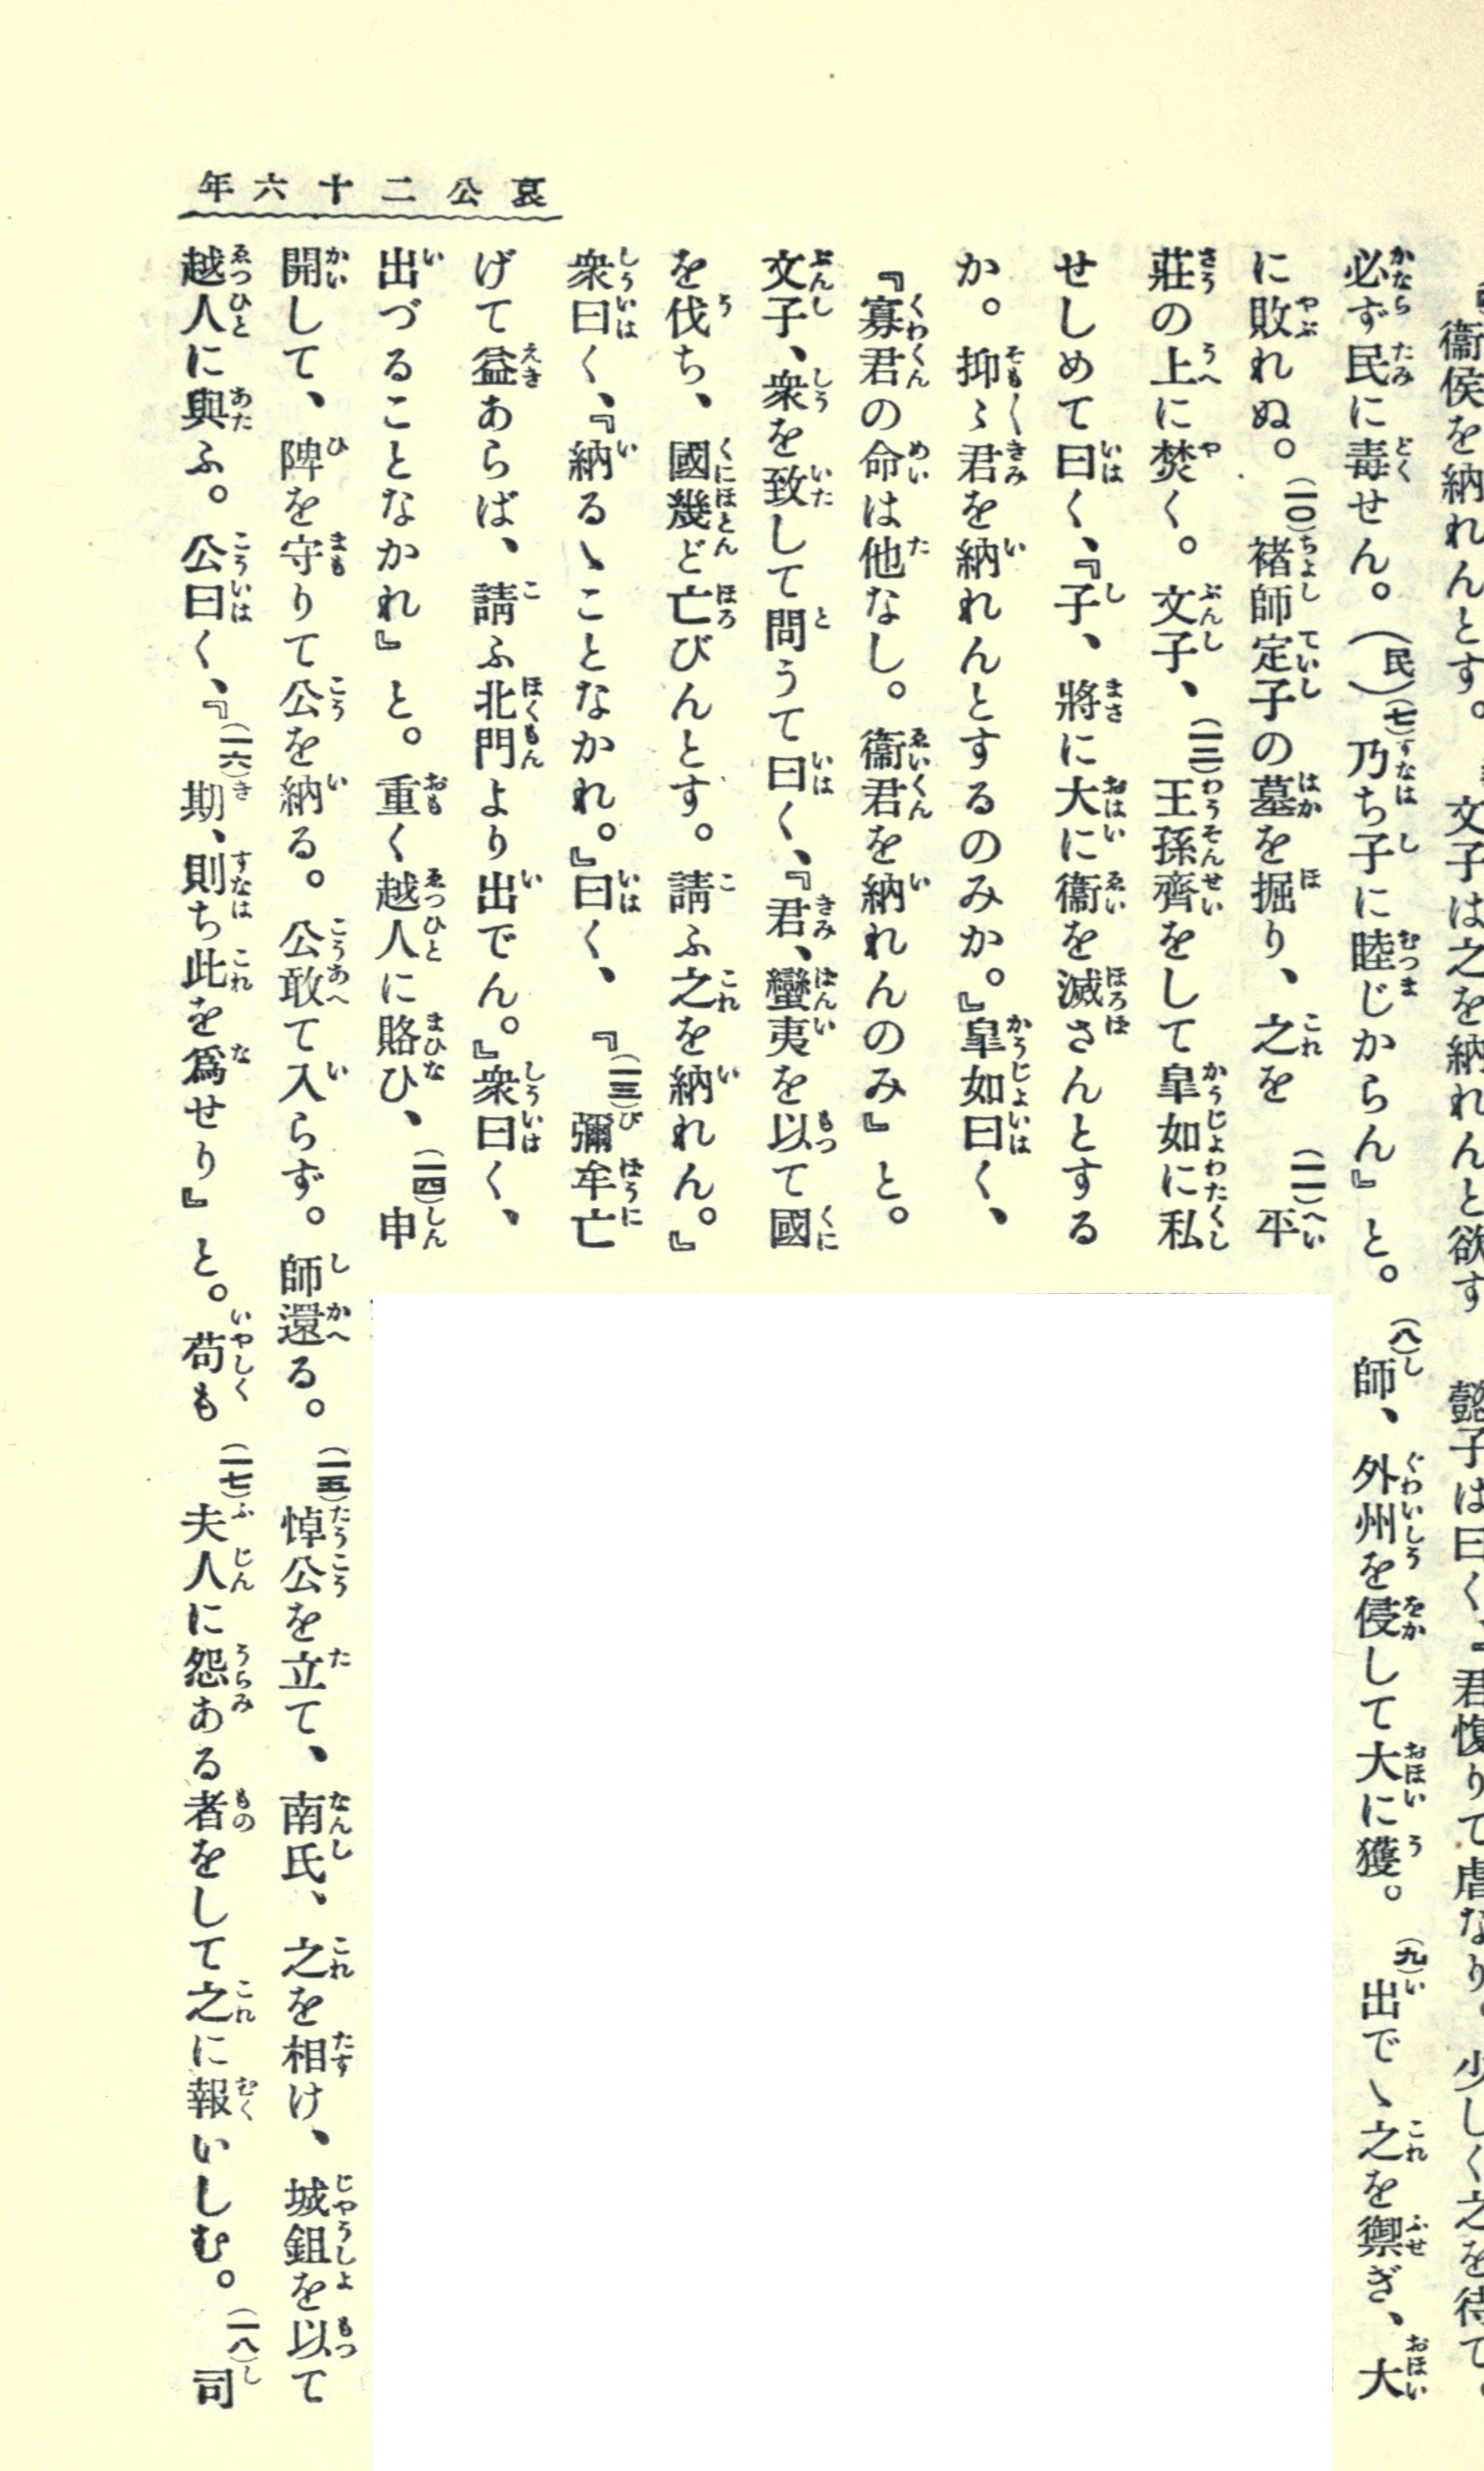 哀公二十六年
衞侯を納れんとす。文子は之を納れんと欲す 懿子は曰く、『君愎りて虐なり。少しく之を待て。
必ず民に毒せん。(民)(七)乃ち子に睦じからん』と。(八)師、外州を侵して大に獲。(九)出でゝ之を禦ぎ、大
に敗れぬ。(一〇)褚師定子の墓を掘り、之を(一一)平
莊の上に焚く。文子、(一二)王孫齊をして皐如に私
せしめて曰く、『子、將に大に衞を滅さんとする
か。抑〻君を納れんとするのみか。』皐如曰く、
『寡君の命は他なし。衞君を納れんのみ』と。
文子、衆を致して問うて曰く、『君、蠻夷を以て國
を伐ち、國幾ど亡びんとす。請ふ之を納れん。』
衆曰く、『納るゝことなかれ。』曰く、『(一三)彌牟亡
げて益あらば、請ふ北門より出でん。』衆曰く、
出づることなかれ』と。重く越人に賂ひ、(一四)申
開して、陴を守りて公を納る。公敢て入らず。師還る。(一五)悼公を立て、南氏、之を相け、城鉏を以て
越人に與ふ。公曰く、『(一六)期、則ち此を爲せり』と。苟も(一七)夫人に怨ある者をして之に報いしむ。(一八)司